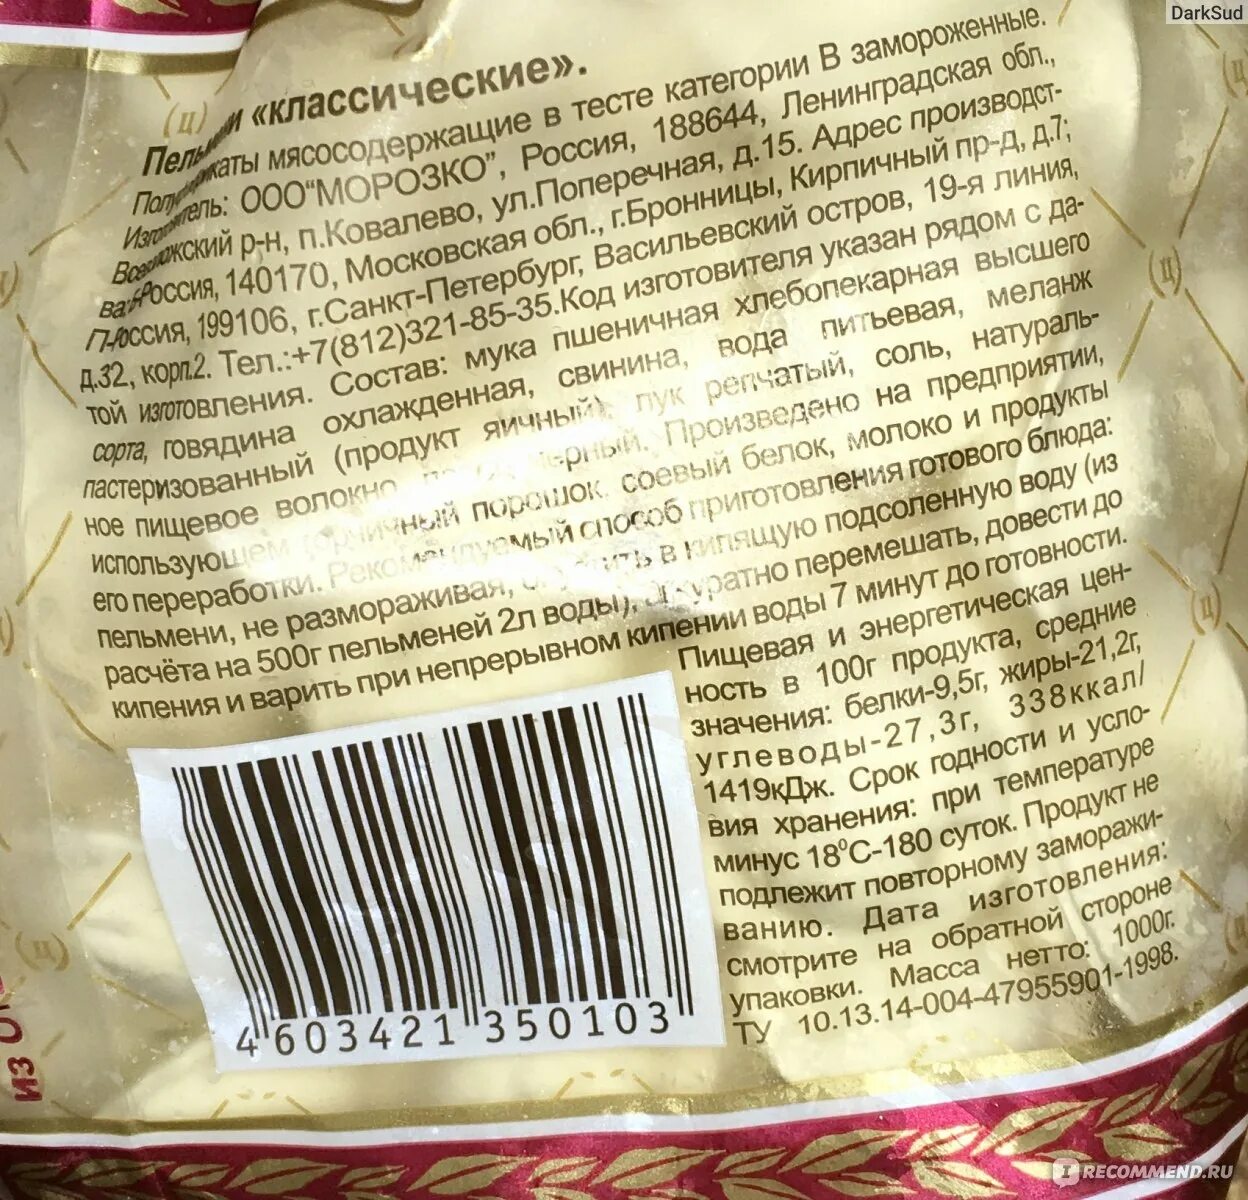 DarkSud
«классические».
мясосодержащие в тесте категории В замороженные.
ООО"МОРОЗКО", Россия, 188644, Ленинградская обл.,
р-н, п.Ковалево, ул.Поперечная, д.15. Адрес производст-
Россия, 140170, Московская обл., г.Бронницы, Кирпичный пр-д, д.7;
199106, г.Санкт-Петербург, Васильевский остров, 19-я линия,
д.32, корп.2. Тел.:+7(812)321-85-35.Код изготовителя указан рядом с да-
той изготовления. Состав: мука пшеничная хлебопекарная высшего
сорта, говядина охлажденная, свинина, вода питьевая, меланж
пастеризованный (продукт яичный), лук репчатый, соль, натураль-
ное пищевое волокно, черный. Произведено на предприятии,
использующем горчичный порошок, соевый белок, молоко и продукты
его переработки. Рекомендуемый способ приготовления готового блюда:
пельмени, не размораживая, в кипящую подсоленную воду (из
расчёта на 500г пельменей 2л воды), аккуратно перемешать, довести до
кипения и варить при непрерывном кипении воды 7 минут до готовности.
Пищевая и энергетическая цен-
ность в 100г продукта, средние
значения: белки-9,5г, жиры-21,2г,
углеводы-27,3г, 338ккал/
1419кДж. Срок годности и усло-
вия хранения: при температуре
минус 18⁰С-180 суток. Продукт не
подлежит повторному заморажи-
ванию. Дата изготовления:
смотрите на обратной стороне
упаковки. Масса нетто: 1000г.
ТУ 10.13.14-004-47955901-1998.
4 603421 350103
из
IRECOMMEND.RU